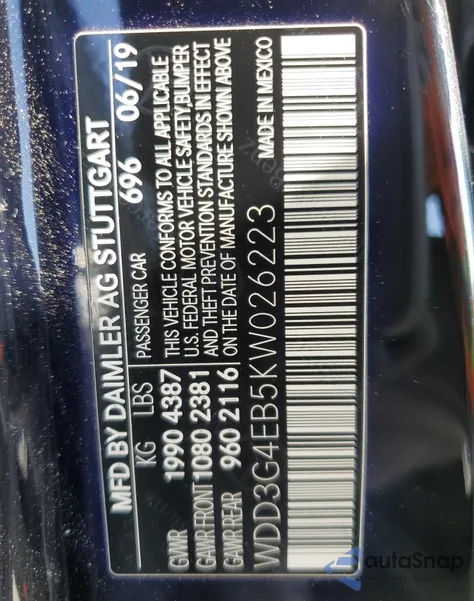 MFD BY DAIMLER AG STUTTGART
696 06/19
KG LBS PASSENGER CAR
GVWR 1990 4387
GAWR FRONT 1080 2381
GAWR REAR 960 2116
THIS VEHICLE CONFORMS TO ALL APPLICABLE
U.S. FEDERAL MOTOR VEHICLE SAFETY, BUMPER
AND THEFT PREVENTION STANDARDS IN EFFECT
ON THE DATE OF MANUFACTURE SHOWN ABOVE
WDD3G4EB5KW026223
MADE IN MEXICO
autoSnap